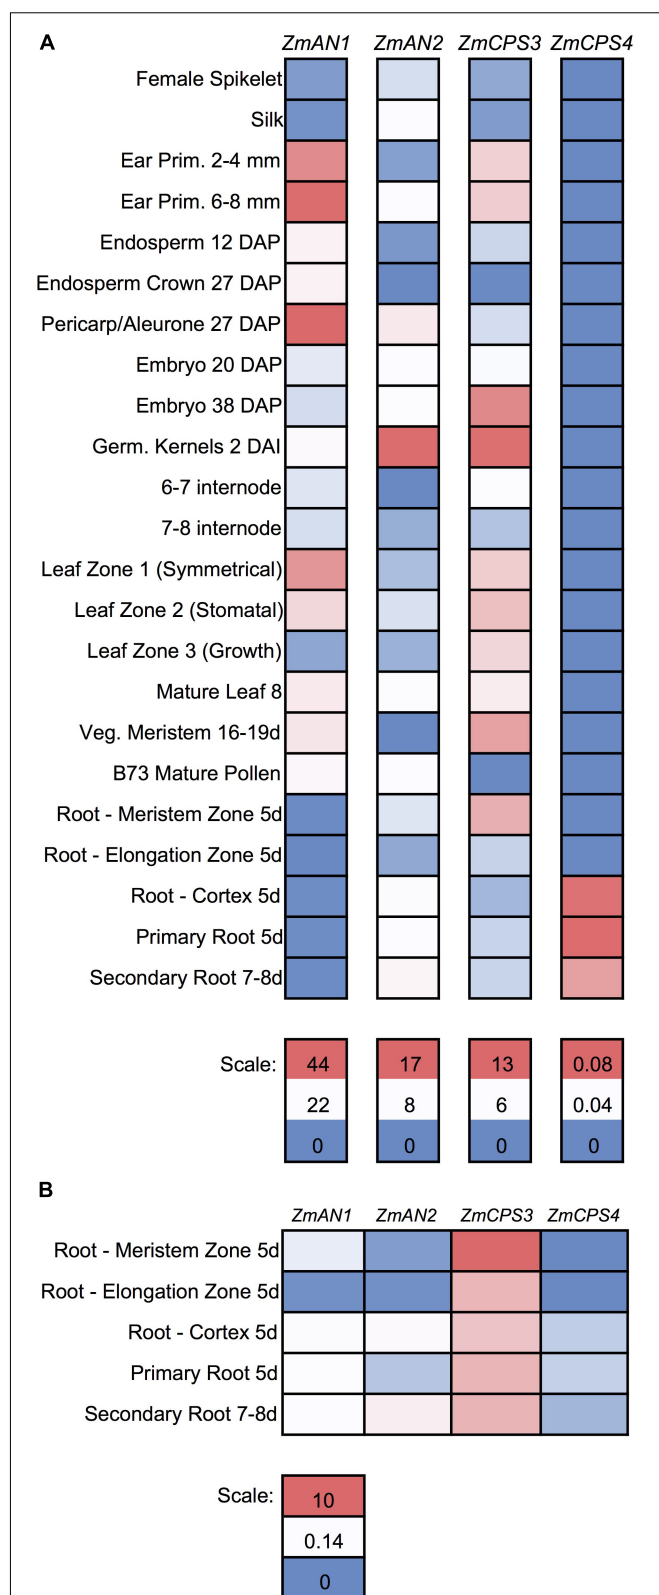 A ZmAN1 ZmAN2 ZmCPS3 ZmCPS4
Female Spikelet
Silk
Ear Prim. 2-4 mm
Ear Prim. 6-8 mm
Endosperm 12 DAP
Endosperm Crown 27 DAP
Pericarp/Aleurone 27 DAP
Embryo 20 DAP
Embryo 38 DAP
Germ. Kernels 2 DAI
6-7 internode
7-8 internode
Leaf Zone 1 (Symmetrical)
Leaf Zone 2 (Stomatal)
Leaf Zone 3 (Growth)
Mature Leaf 8
Veg. Meristem 16-19d
B73 Mature Pollen
Root - Meristem Zone 5d
Root - Elongation Zone 5d
Root - Cortex 5d
Primary Root 5d
Secondary Root 7-8d
Scale: 44 17 13 0.08
22 8 6 0.04
0 0 0 0
B
ZmAN1 ZmAN2 ZmCPS3 ZmCPS4
Root - Meristem Zone 5d
Root - Elongation Zone 5d
Root - Cortex 5d
Primary Root 5d
Secondary Root 7-8d
Scale: 10
0.14
0